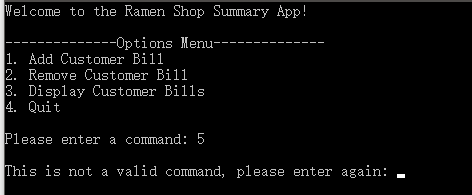 Welcome to the Ramen Shop Summary App!
--------------Options Menu--------------
1. Add Customer Bill
2. Remove Customer Bill
3. Display Customer Bills
4. Quit
Please enter a command: 5
This is not a valid command, please enter again: